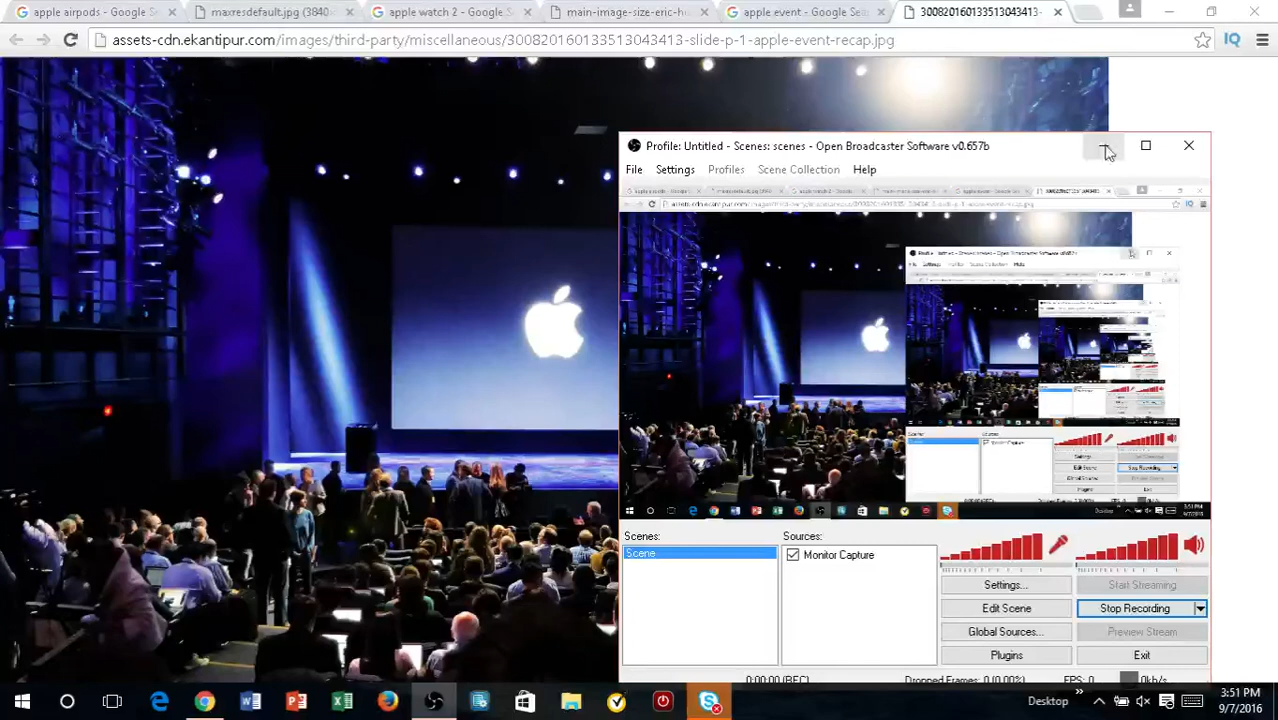 apple airpods - Google S
maxresdefault.jpg (3840
apple watch 2 - Google S
main-image-size-eric-hu
apple event - Google Sea
300820160133513043413-
assets-cdn.ekantipur.com/images/third-party/miscellaneous/300820160133513043413-slide-p-1-apple-event-recap.jpg
Profile: Untitled - Scenes: scenes - Open Broadcaster Software v0.657b
File Settings Profiles Scene Collection Help
Scenes: Sources:
Scene
Monitor Capture
Settings... Start Streaming
Edit Scene Stop Recording
Global Sources... Preview Stream
Plugins Exit
0:00:00 (REC) Dropped Frames: 0 (0.00%) FPS: 0 0kb/s
Desktop
3:51 PM
9/7/2016